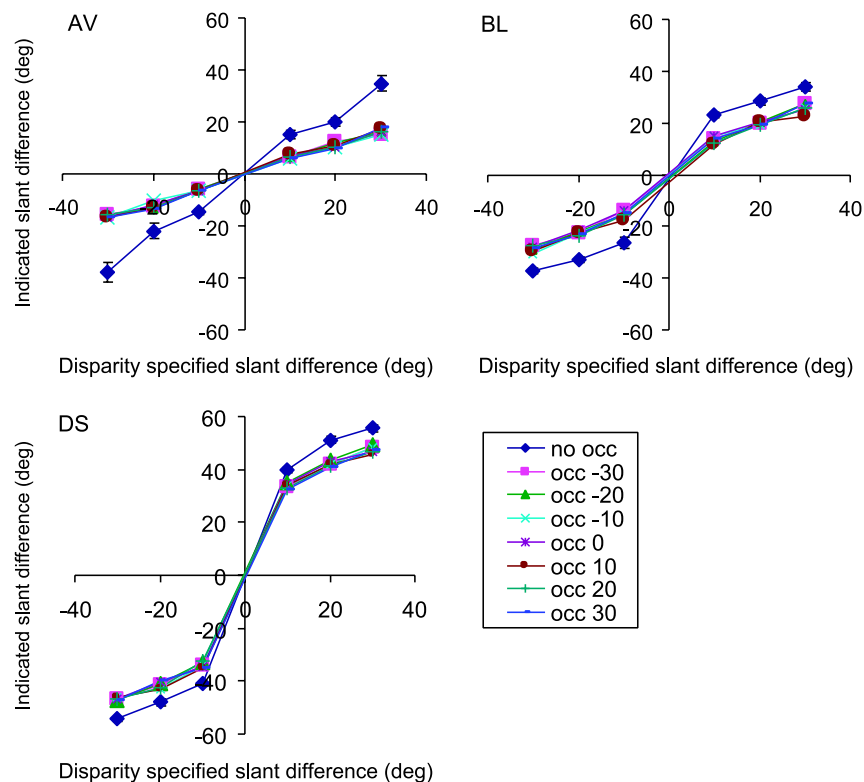 AV
Indicated slant difference (deg)
60
40
20
0
-20
-40
-60
-40
-20
0
20
40
Disparity specified slant difference (deg)
BL
Indicated slant difference (deg)
60
40
20
0
-20
-40
-60
-40
-20
0
20
40
Disparity specified slant difference (deg)
DS
Indicated slant difference (deg)
60
40
20
0
-20
-40
-60
-40
-20
0
20
40
Disparity specified slant difference (deg)
no occ
occ -30
occ -20
occ -10
occ 0
occ 10
occ 20
occ 30